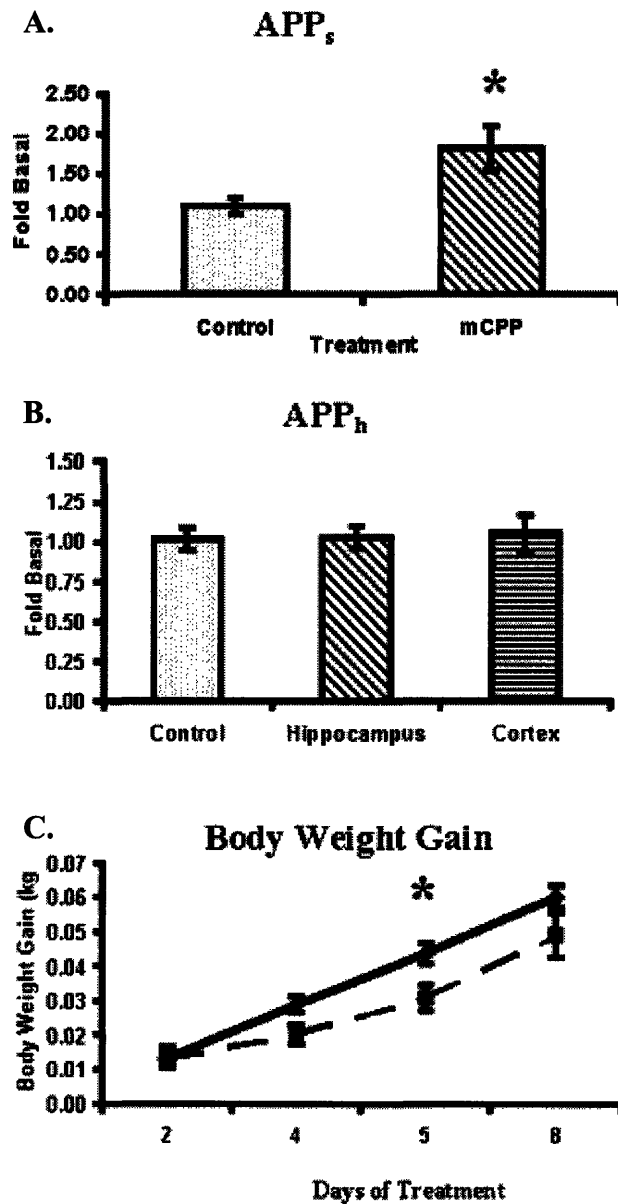 A.
APPs
Fold Basal
2.50
2.00
1.50
1.00
0.50
0.00
*
Control
mCPP
Treatment
B.
APPh
Fold Basal
1.50
1.25
1.00
0.75
0.50
0.25
0.00
Control
Hippocampus
Cortex
C.
Body Weight Gain
Body Weight Gain (kg
0.07
0.06
0.05
0.04
0.03
0.02
0.01
0.00
*
2
4
5
8
Days of Treatment